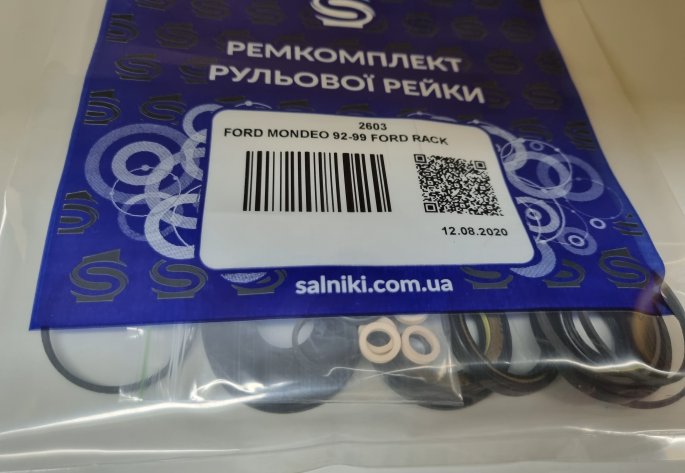 РЕМКОМПЛЕКТ
РУЛЬОВОЇ РЕЙКИ
2603
FORD MONDEO 92-99 FORD RACK
12.08.2020
salniki.com.ua